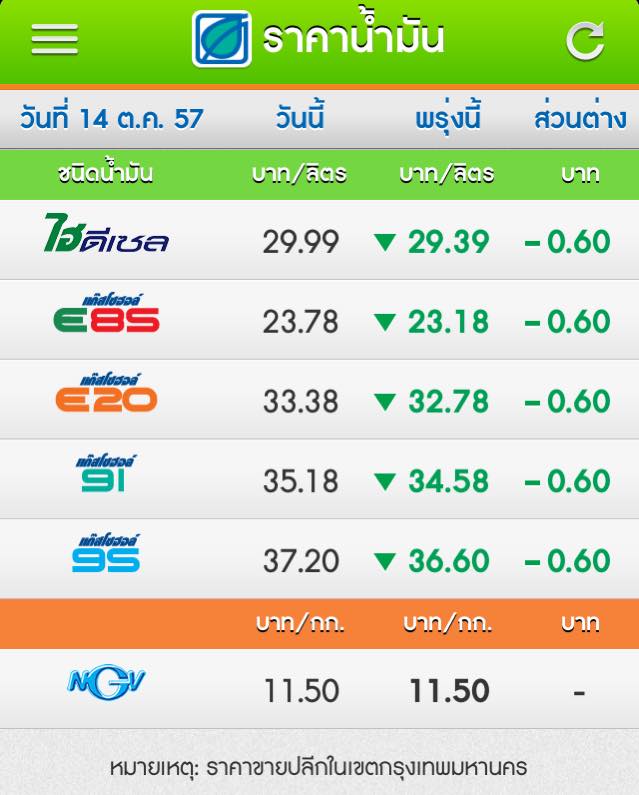 ราคาน้ำมัน
วันที่ 14 ต.ค. 57 วันนี้ พรุ่งนี้ ส่วนต่าง
ชนิดน้ำมัน บาท/ลิตร บาท/ลิตร บาท
ไฮดีเซล 29.99 ▼ 29.39 -0.60
แก๊สโซฮอล์
E85 23.78 ▼ 23.18 -0.60
แก๊สโซฮอล์
E20 33.38 ▼ 32.78 -0.60
แก๊สโซฮอล์
91 35.18 ▼ 34.58 -0.60
แก๊สโซฮอล์
95 37.20 ▼ 36.60 -0.60
บาท/กก. บาท/กก. บาท
NGV 11.50 11.50 -
หมายเหตุ: ราคาขายปลีกในเขตกรุงเทพมหานคร